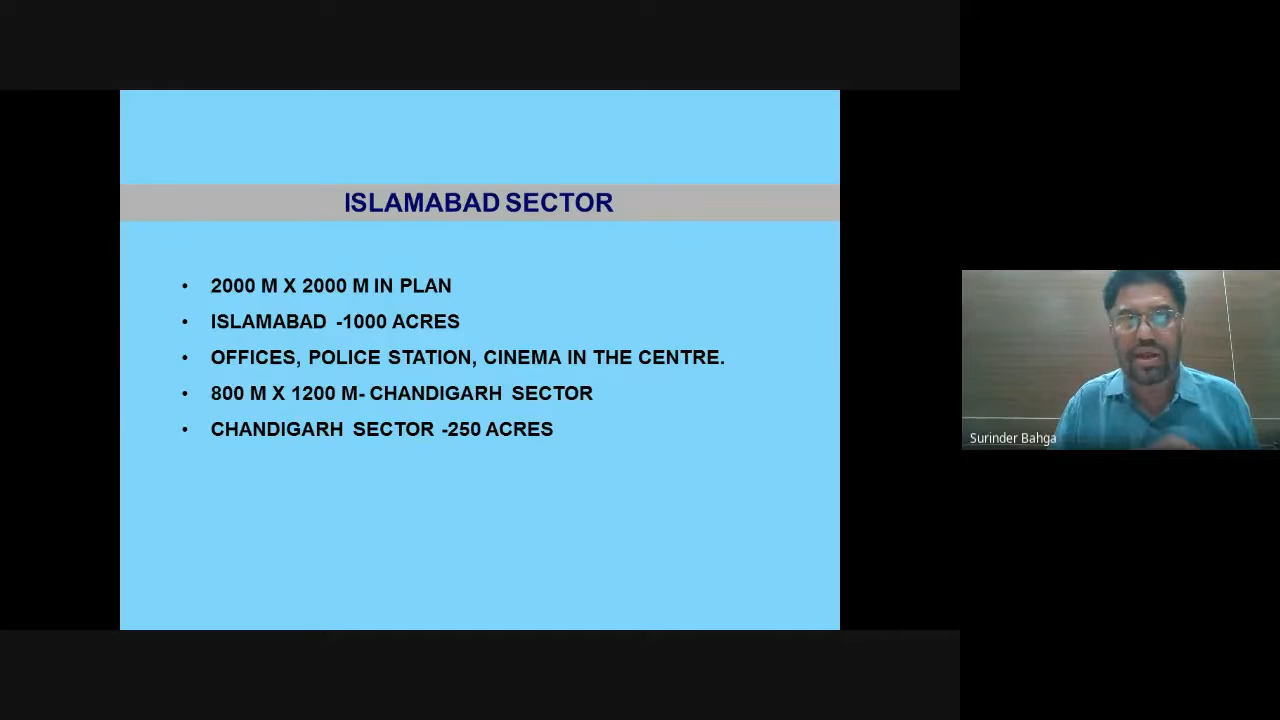 ISLAMABAD SECTOR
• 2000 M X 2000 M IN PLAN
• ISLAMABAD -1000 ACRES
• OFFICES, POLICE STATION, CINEMA IN THE CENTRE.
• 800 M X 1200 M- CHANDIGARH SECTOR
• CHANDIGARH SECTOR -250 ACRES
Surinder Bahga